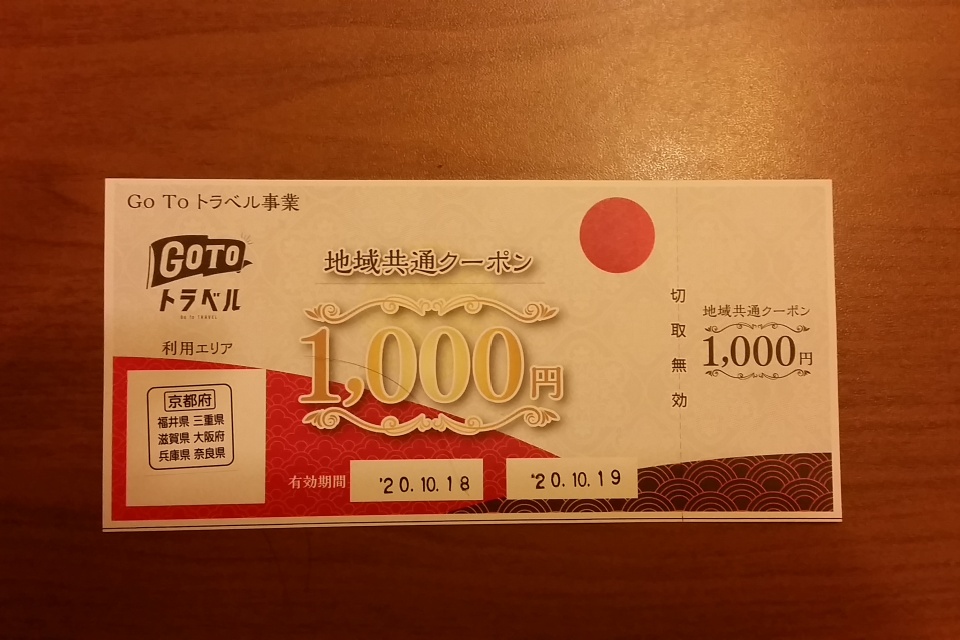 Go To トラベル事業
GOTO
トラベル
Go To TRAVEL
利用エリア
京都府
福井県 三重県
滋賀県 大阪府
兵庫県 奈良県
地域共通クーポン
1,000円
有効期間
'20.10.18
'20.10.19
切取無効
地域共通クーポン
1,000円